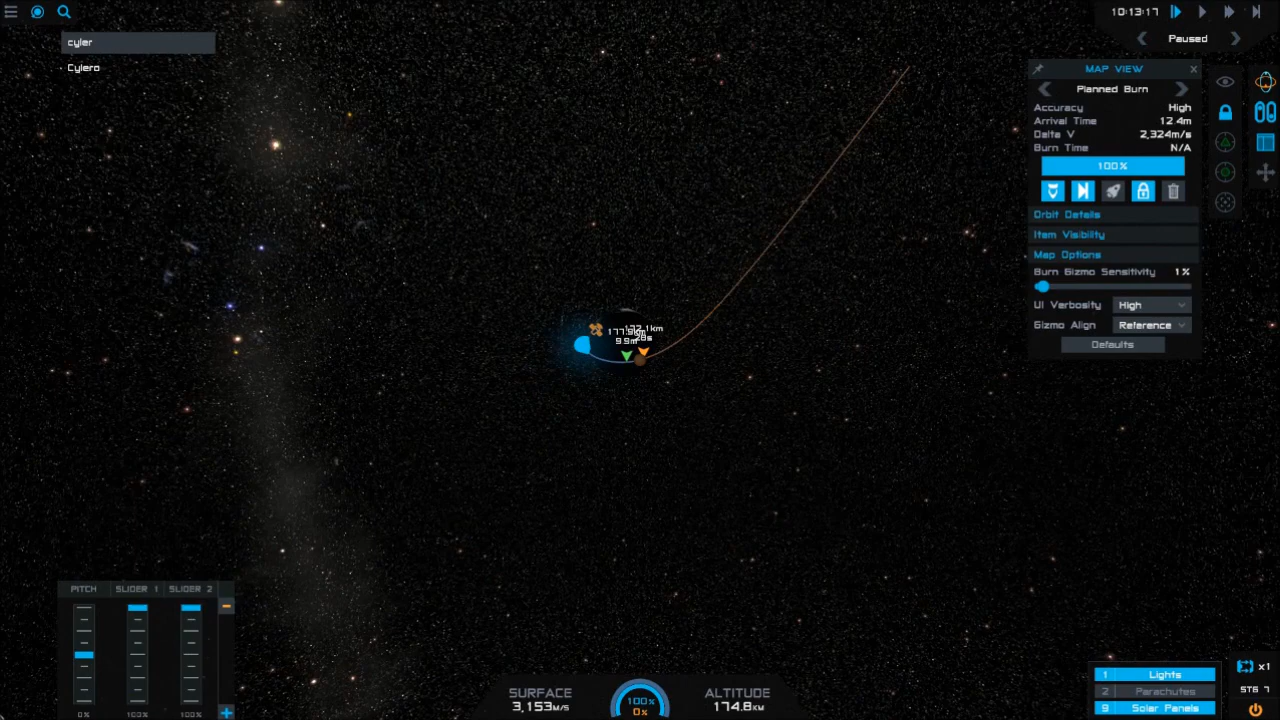 10:13:17
cyler
Paused
Cylero
MAP VIEW
X
Planned Burn
Accuracy High
Arrival Time 12.4m
Delta V 2,324m/s
Burn Time N/A
100%
Orbit Details
Item Visibility
Map Options
Burn Gizmo Sensitivity 1%
UI Verbosity High
Gizmo Align Reference
Defaults
9.9m
PITCH SLIDER 1 SLIDER 2
0% 100% 100%
SURFACE
3,153M/S
100%
0%
ALTITUDE
174.8KM
1 Lights
2 Parachutes
9 Solar Panels
x1
STG 7